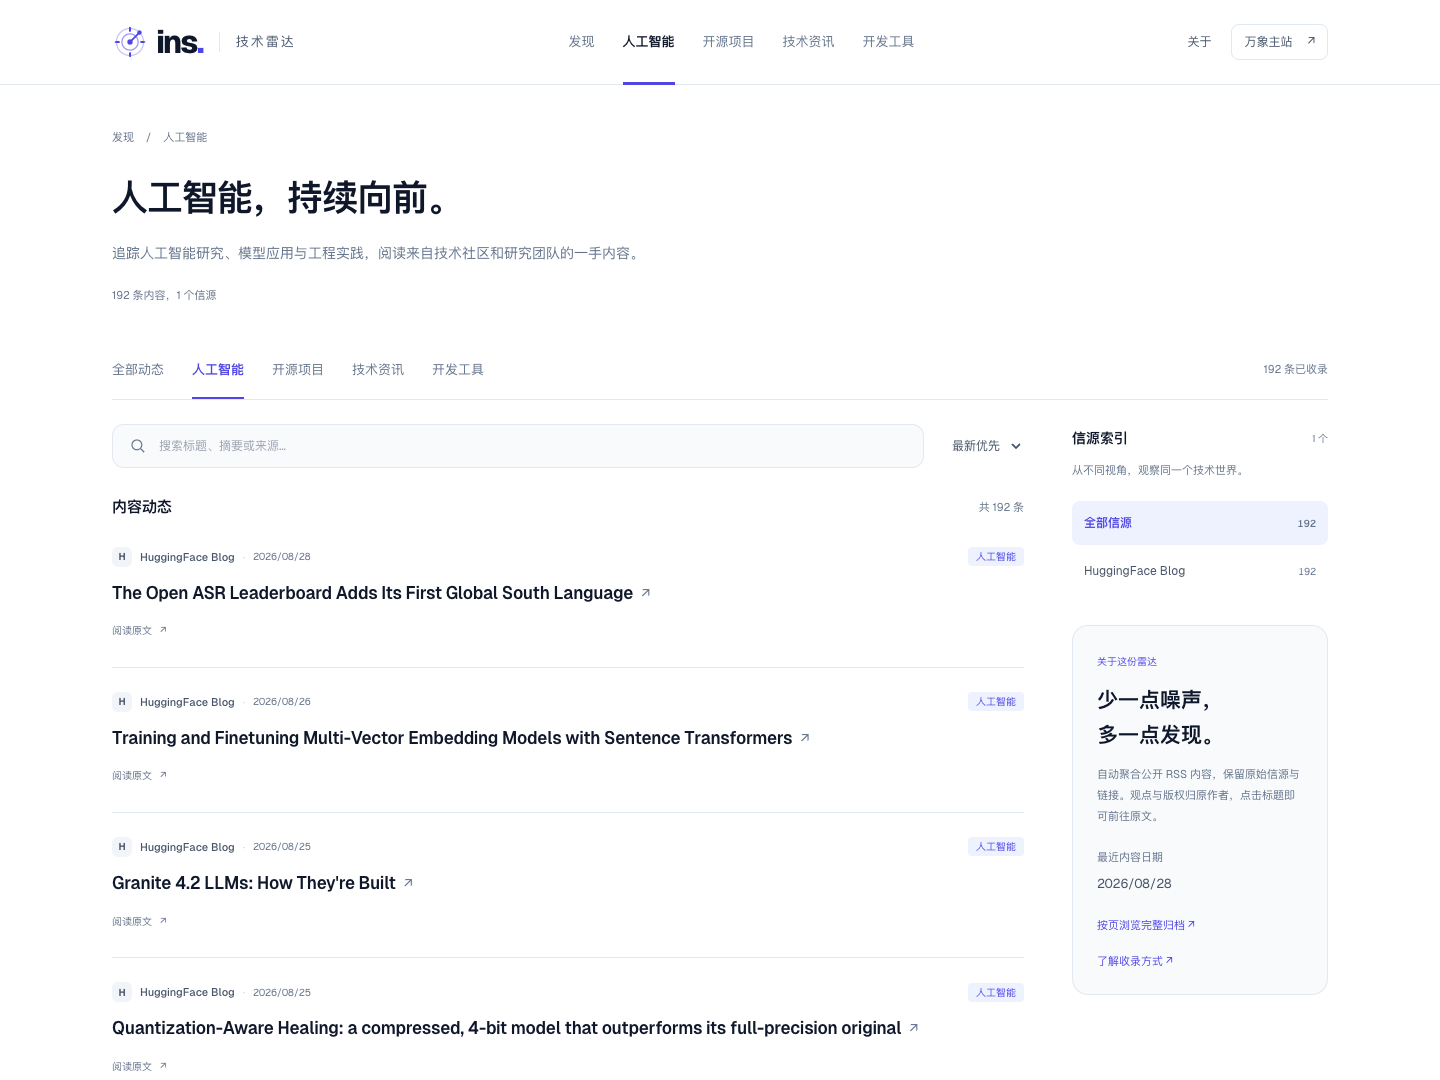 ins.
技术雷达
发现
人工智能
开源项目
技术资讯
开发工具
关于
万象主站 ↗
发现 / 人工智能
人工智能，持续向前。
追踪人工智能研究、模型应用与工程实践，阅读来自技术社区和研究团队的一手内容。
192 条内容，1 个信源
全部动态
人工智能
开源项目
技术资讯
开发工具
192 条已收录
搜索标题、摘要或来源...
最新优先
内容动态
共 192 条
H HuggingFace Blog · 2026/08/28
人工智能
The Open ASR Leaderboard Adds Its First Global South Language ↗
阅读原文 ↗
H HuggingFace Blog · 2026/08/26
人工智能
Training and Finetuning Multi-Vector Embedding Models with Sentence Transformers ↗
阅读原文 ↗
H HuggingFace Blog · 2026/08/25
人工智能
Granite 4.2 LLMs: How They're Built ↗
阅读原文 ↗
H HuggingFace Blog · 2026/08/25
人工智能
Quantization-Aware Healing: a compressed, 4-bit model that outperforms its full-precision original ↗
阅读原文 ↗
信源索引
1 个
从不同视角，观察同一个技术世界。
全部信源 192
HuggingFace Blog 192
关于这份雷达
少一点噪声，
多一点发现。
自动聚合公开 RSS 内容，保留原始信源与
链接。观点与版权归原作者，点击标题即
可前往原文。
最近内容日期
2026/08/28
按页浏览完整归档 ↗
了解收录方式 ↗